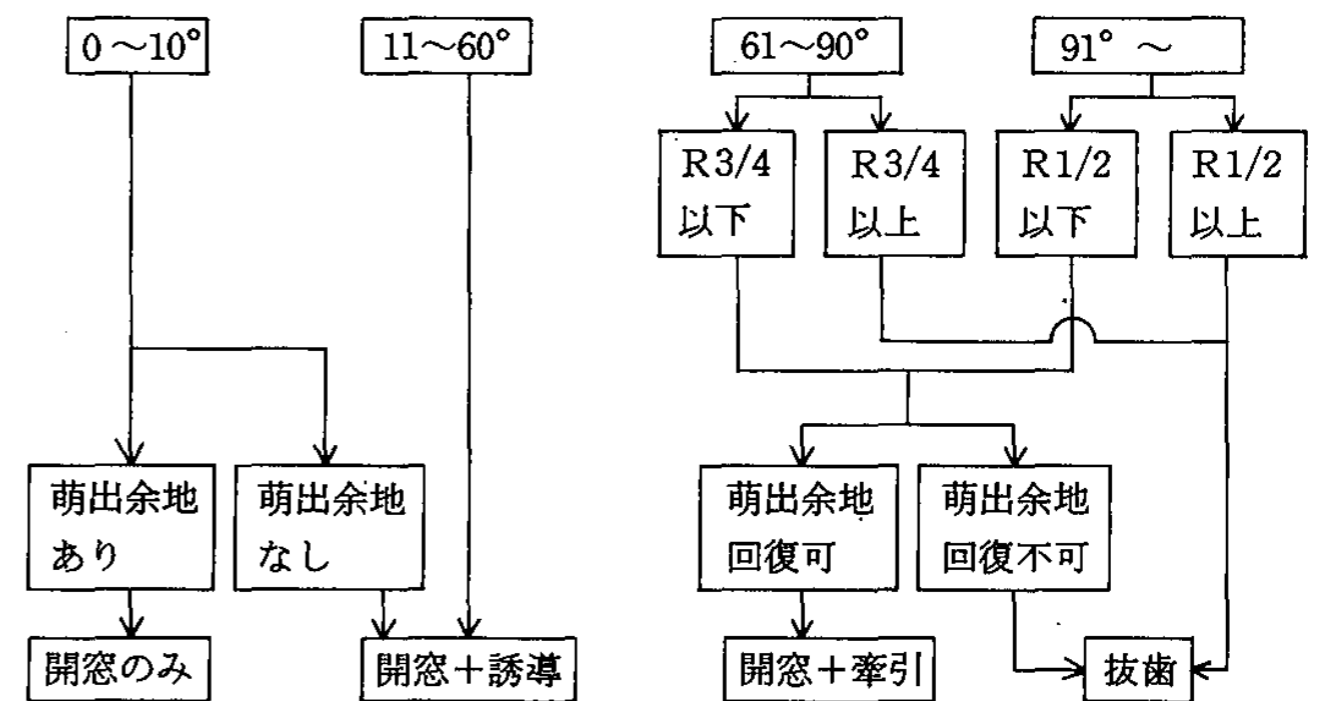 0～10°
11～60°
61～90°
91° ～
R3/4
以下
R3/4
以上
R1/2
以下
R1/2
以上
萌出余地
あり
萌出余地
なし
萌出余地
回復可
萌出余地
回復不可
開窓のみ
開窓＋誘導
開窓＋牽引
抜歯